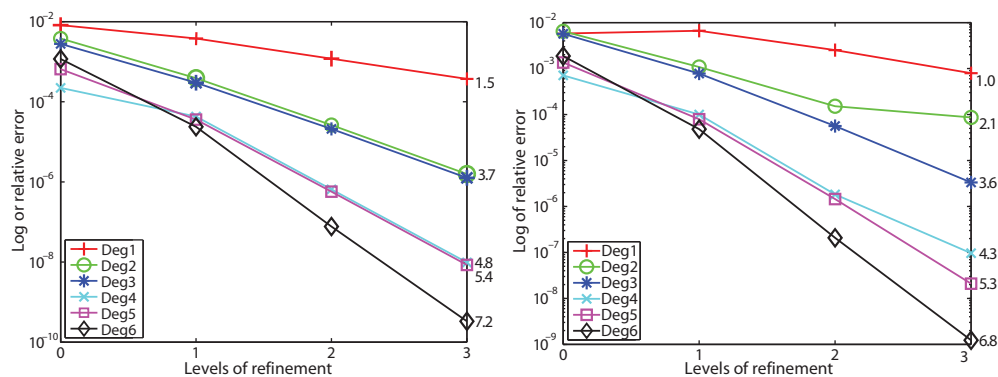 10^-2
10^-4
10^-6
10^-8
10^-10
Log or relative error
0
1
2
3
Levels of refinement
Deg1
Deg2
Deg3
Deg4
Deg5
Deg6
1.5
3.7
4.8
5.4
7.2
10^-2
10^-3
10^-4
10^-5
10^-6
10^-7
10^-8
10^-9
Log of relative error
0
1
2
3
Levels of refinement
Deg1
Deg2
Deg3
Deg4
Deg5
Deg6
1.0
2.1
3.6
4.3
5.3
6.8